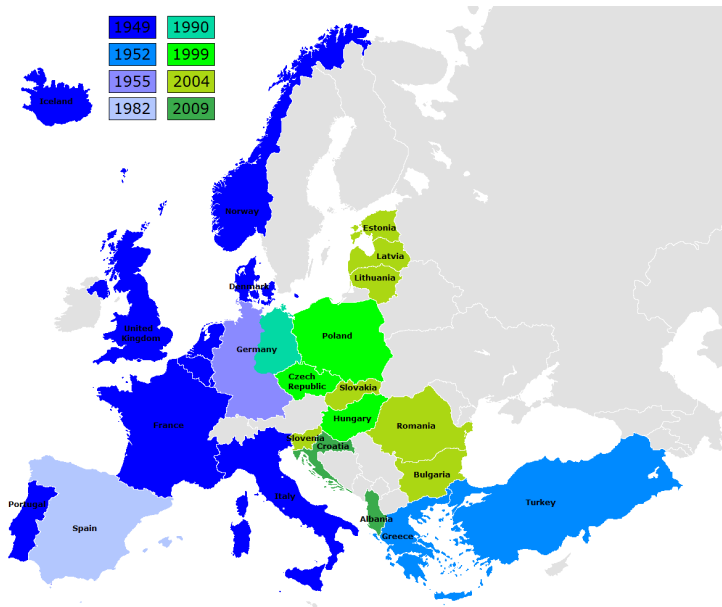 1949
1990
1952
1999
1955
2004
1982
2009
Iceland
Norway
Estonia
Latvia
Lithuania
Denmark
United
Kingdom
Germany
Poland
Czech
Republic
Slovakia
France
Hungary
Romania
Slovenia
Croatia
Bulgaria
Italy
Portugal
Spain
Turkey
Albania
Greece